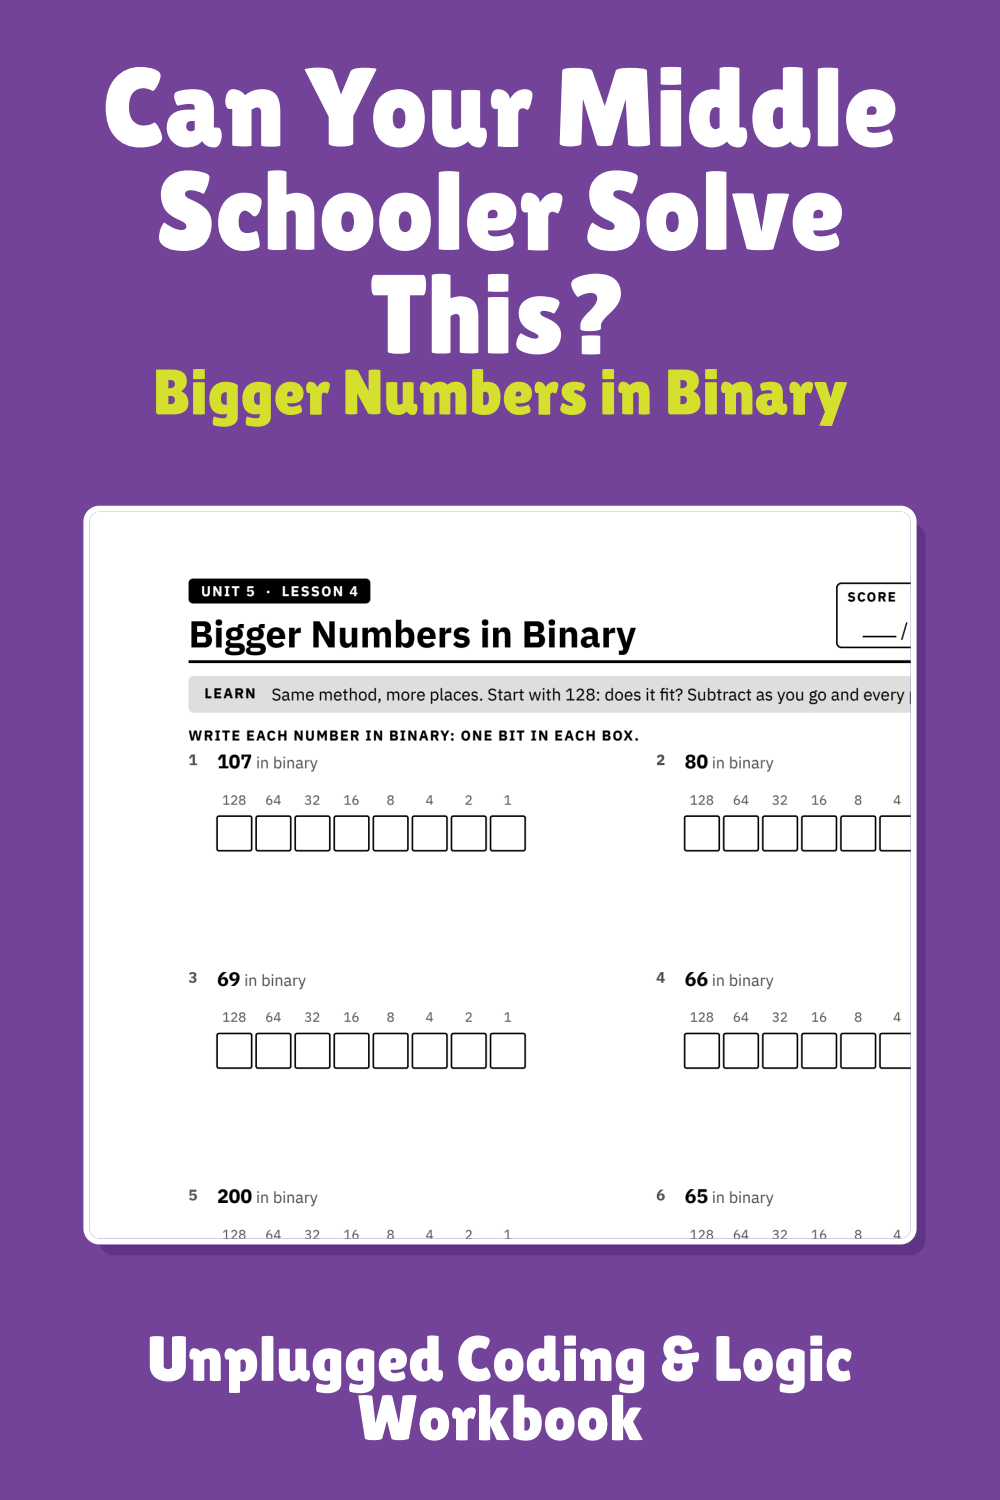 Can Your Middle
Schooler Solve
This?
Bigger Numbers in Binary
UNIT 5 · LESSON 4
SCORE
/
Bigger Numbers in Binary
LEARN Same method, more places. Start with 128: does it fit? Subtract as you go and every
WRITE EACH NUMBER IN BINARY: ONE BIT IN EACH BOX.
1 107 in binary
128 64 32 16 8 4 2 1
2 80 in binary
128 64 32 16 8 4
3 69 in binary
128 64 32 16 8 4 2 1
4 66 in binary
128 64 32 16 8 4
5 200 in binary
128 64 32 16 8 4 2 1
6 65 in binary
128 64 32 16 8 4
Unplugged Coding & Logic
Workbook